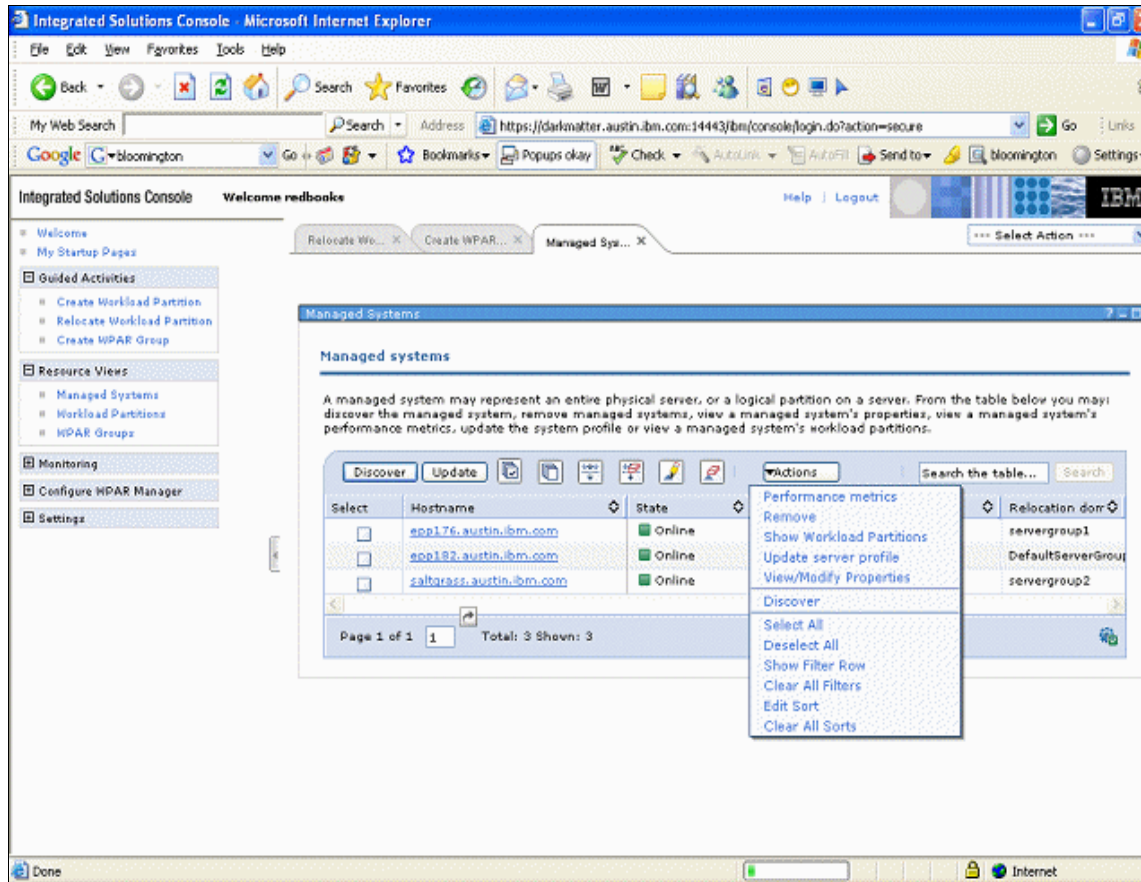 Integrated Solutions Console - Microsoft Internet Explorer
File Edit View Favorites Tools Help
Back Search Favorites
My Web Search Search Address https://darkmatter.austin.ibm.com:14443/ibm/console/login.do?action=secure Go Links
Google bloomington Go Bookmarks Popups okay Check AutoLink AutoFill Send to bloomington Settings
Integrated Solutions Console Welcome redbooks Help Logout IBM
Welcome
My Startup Pages
Guided Activities
Create Workload Partition
Relocate Workload Partition
Create WPAR Group
Resource Views
Managed Systems
Workload Partitions
WPAR Groups
Monitoring
Configure WPAR Manager
Settings
Relocate Wo... X Create WPAR... X Managed Sys... X --- Select Action ---
Managed Systems
Managed systems
A managed system may represent an entire physical server, or a logical partition on a server. From the table below you may:
discover the managed system, remove managed systems, view a managed system's properties, view a managed system's
performance metrics, update the system profile or view a managed system's workload partitions.
Discover Update Actions Search the table... Search
Select Hostname State Relocation dom
epp176.austin.ibm.com Online servergroup1
epp182.austin.ibm.com Online DefaultServerGroup
saltgrass.austin.ibm.com Online servergroup2
Page 1 of 1 1 Total: 3 Shown: 3
Performance metrics
Remove
Show Workload Partitions
Update server profile
View/Modify Properties
Discover
Select All
Deselect All
Show Filter Row
Clear All Filters
Edit Sort
Clear All Sorts
Done Internet